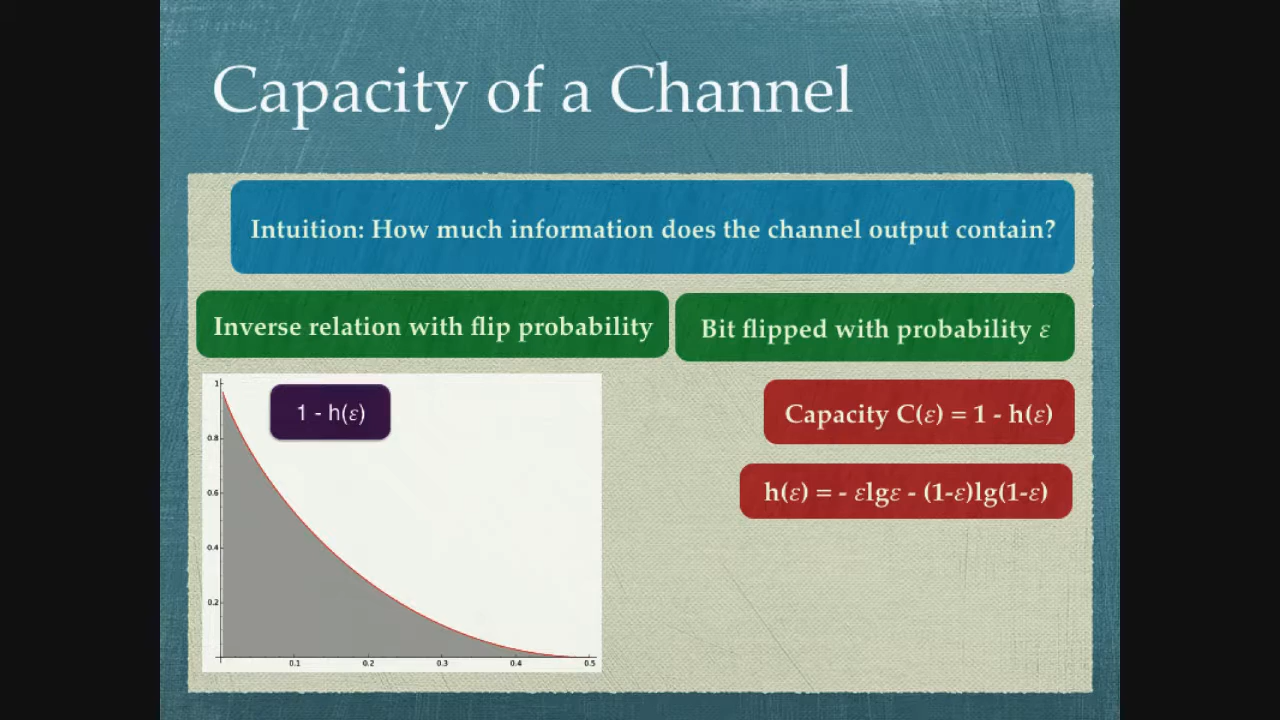 Capacity of a Channel
Intuition: How much information does the channel output contain?
Inverse relation with flip probability
Bit flipped with probability ε
1 - h(ε)
Capacity C(ε) = 1 - h(ε)
h(ε) = - εlgε - (1-ε)lg(1-ε)
1
0.8
0.6
0.4
0.2
0.1 0.2 0.3 0.4 0.5